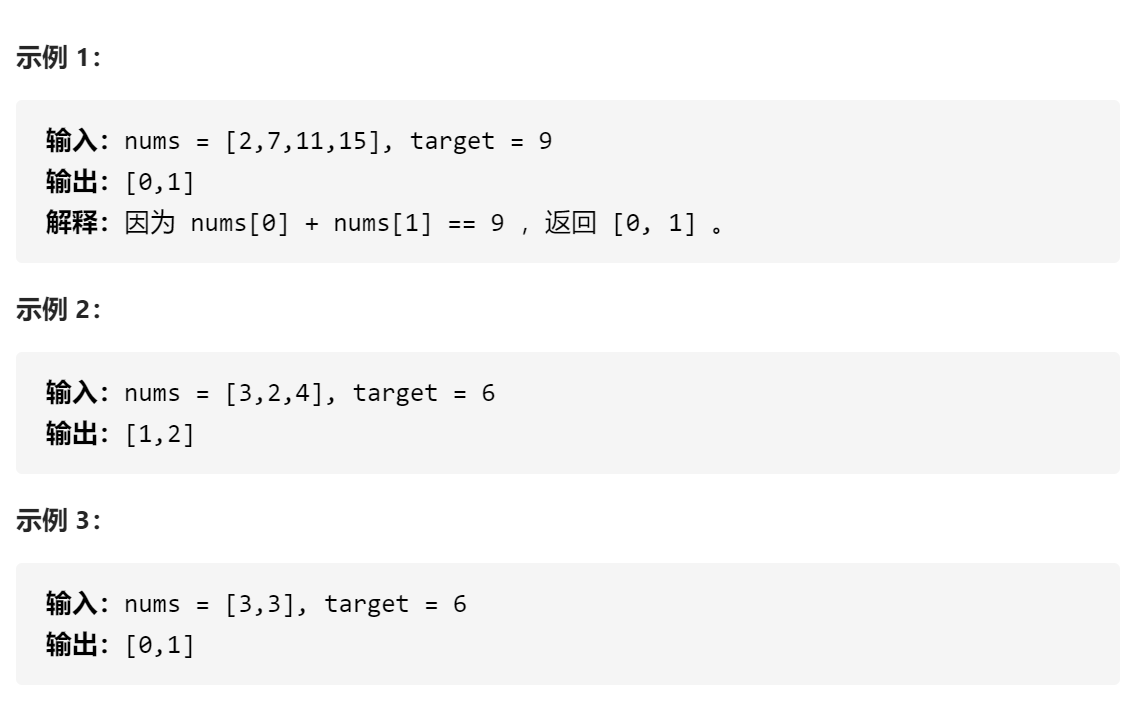 示例 1：
输入：nums = [2,7,11,15], target = 9
输出：[0,1]
解释：因为 nums[0] + nums[1] == 9 ，返回 [0, 1] 。
示例 2：
输入：nums = [3,2,4], target = 6
输出：[1,2]
示例 3：
输入：nums = [3,3], target = 6
输出：[0,1]